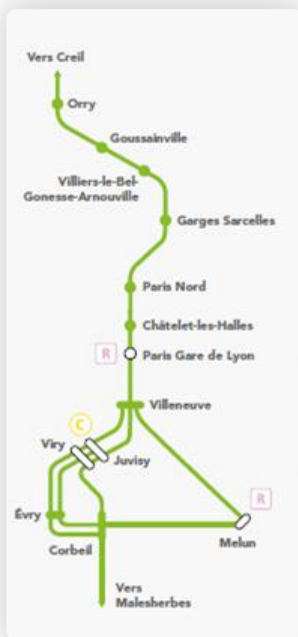 Vers Creil
Orry
Goussainville
Villiers-le-Bel-
Gonesse-Arnouville
Garges Sarcelles
Paris Nord
Châtelet-les-Halles
R
Paris Gare de Lyon
Villeneuve
C
Viry
Juvisy
R
Évry
Corbeil
Melun
Vers
Malesherbes